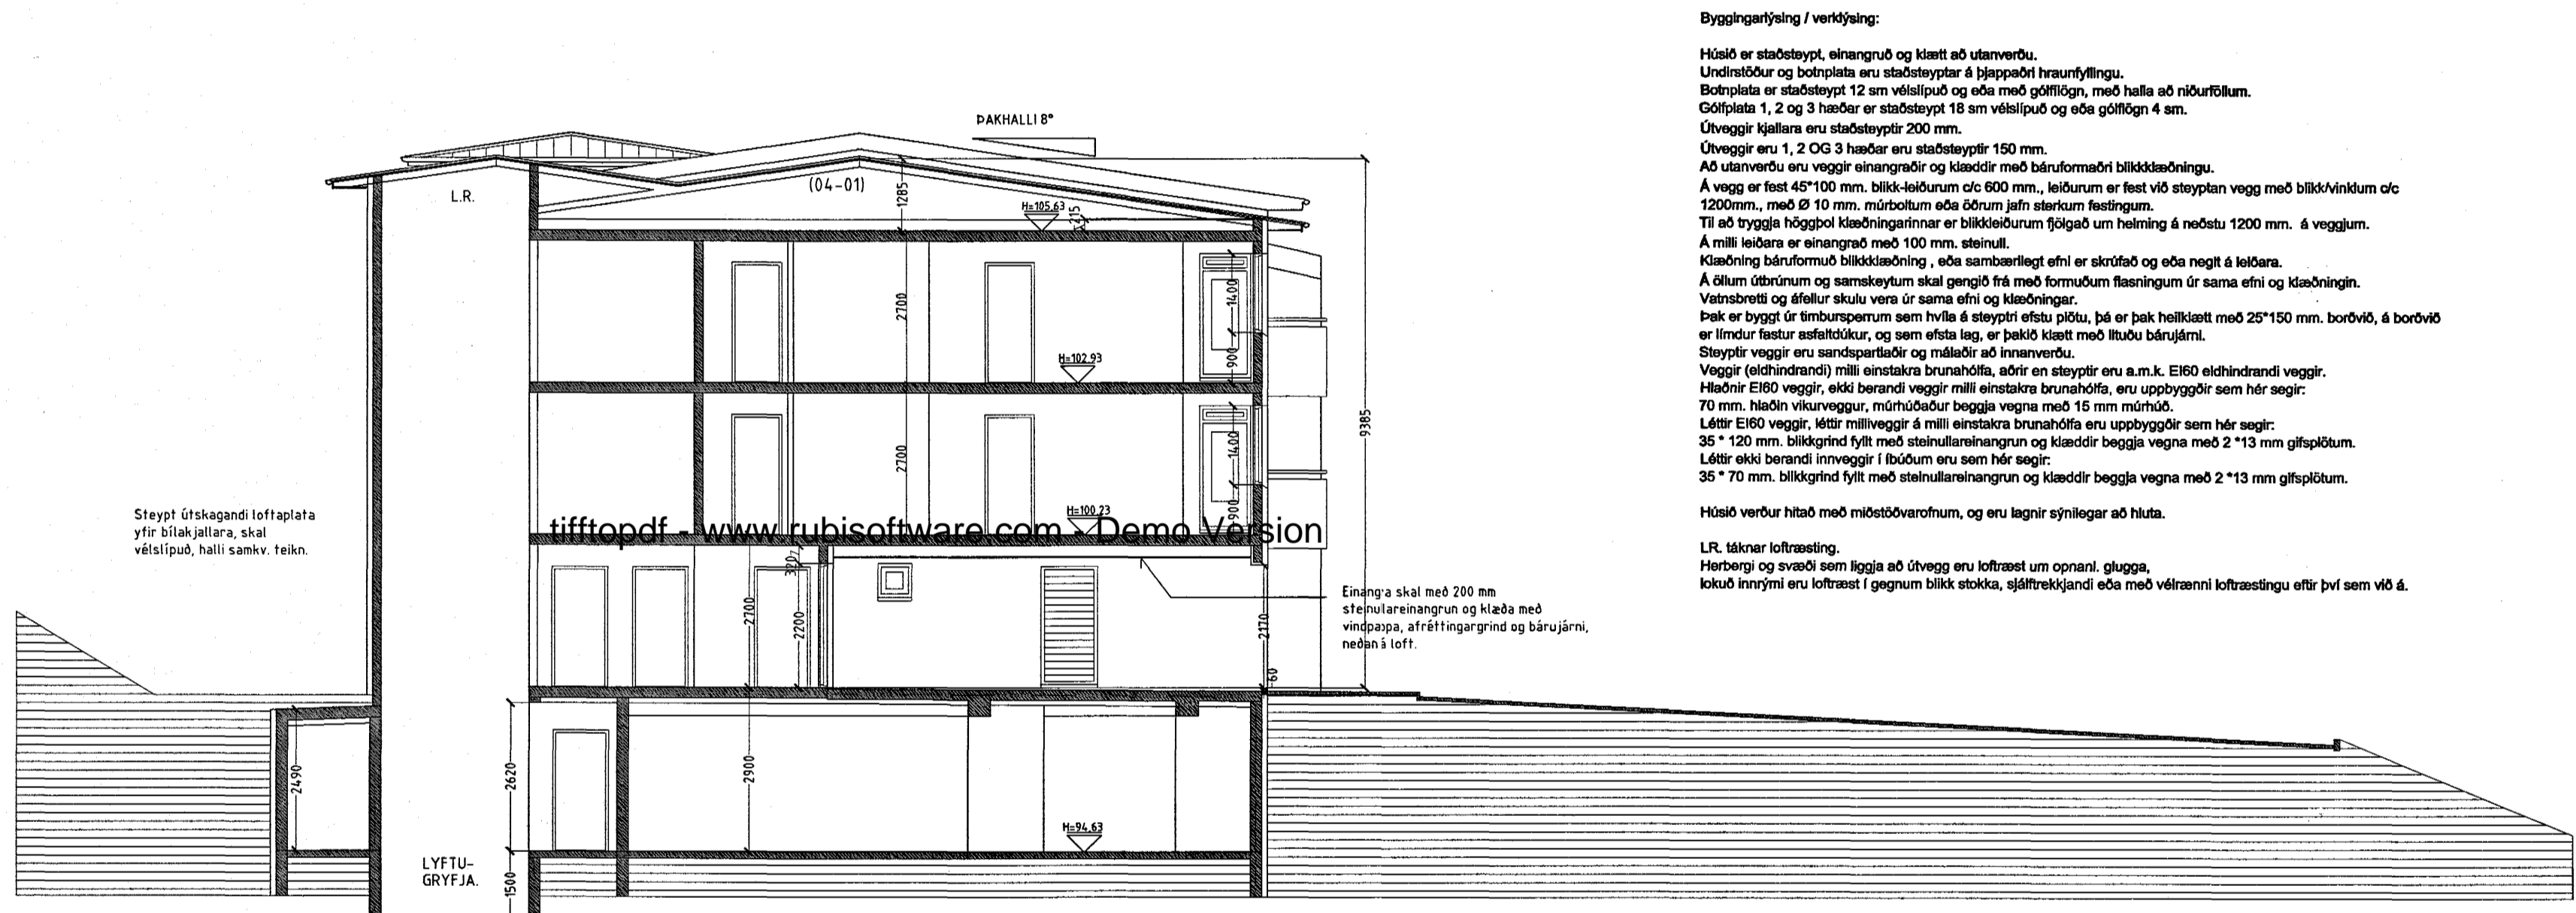 ÞAKHALLI 8°
L.R.
(04-01)
1285
H=105.63
215
2700
1400
900
H=102.93
2700
1400
900
9385
H=100.23
tifftopdf - www.rubisoftware.com - Demo Version
Steypt útskagandi loftaplata
yfir bílakjallara, skal
vélslípuð, halli samkv. teikn.
320
2700
2200
2170
60
Einangra skal með 200 mm
steinullareinangrun og klæða með
vindpappa, afréttingargrind og bárujárni,
neðan á loft.
2490
2620
2900
H=94.63
LYFTU-
GRYFJA.
1500
Byggingarlýsing / verklýsing:
Húsið er staðsteypt, einangruð og klætt að utanverðu.
Undirstöður og botnplata eru staðsteyptar á þjappaðri hraunfyllingu.
Botnplata er staðsteypt 12 sm vélslípuð og eða með gólfflögn, með halla að niðurföllum.
Gólfplata 1, 2 og 3 hæðar er staðsteypt 18 sm vélslípuð og eða gólflögn 4 sm.
Útveggir kjallara eru staðsteyptir 200 mm.
Útveggir eru 1, 2 OG 3 hæðar eru staðsteyptir 150 mm.
Að utanverðu eru veggir einangraðir og klæddir með báruformaðri blikkklæðningu.
Á vegg er fest 45*100 mm. blikk-leiðurum c/c 600 mm., leiðurum er fest við steyptan vegg með blikk/vinklum c/c
1200mm., með Ø 10 mm. múrboltum eða öðrum jafn sterkum festingum.
Til að tryggja höggþol klæðningarinnar er blikkleiðurum fjölgað um helming á neðstu 1200 mm. á veggjum.
Á milli leiðara er einangrað með 100 mm. steinull.
Klæðning báruformuð blikkklæðning , eða sambærilegt efni er skrúfað og eða neglt á leiðara.
Á öllum útbrúnum og samskeytum skal gengið frá með formuðum flasningum úr sama efni og klæðningin.
Vatnsbretti og áfellur skulu vera úr sama efni og klæðningar.
Þak er byggt úr timbursperrum sem hvíla á steyptri efstu plötu, þá er þak heilklætt með 25*150 mm. borðvið, á borðvið
er límdur fastur asfaltdúkur, og sem efsta lag, er þakið klætt með lituðu bárujárni.
Steyptir veggir eru sandspartlaðir og málaðir að innanverðu.
Veggir (eldhindrandi) milli einstakra brunahólfa, aðrir en steyptir eru a.m.k. EI60 eldhindrandi veggir.
Hlaðnir EI60 veggir, ekki berandi veggir milli einstakra brunahólfa, eru uppbyggðir sem hér segir:
70 mm. hlaðin vikurveggur, múrhúðaður beggja vegna með 15 mm múrhúð.
Léttir EI60 veggir, léttir milliveggir á milli einstakra brunahólfa eru uppbyggðir sem hér segir:
35 * 120 mm. blikkgrind fyllt með steinullareinangrun og klæddir beggja vegna með 2 *13 mm gifsplötum.
Léttir ekki berandi innveggir í íbúðum eru sem hér segir:
35 * 70 mm. blikkgrind fyllt með steinullareinangrun og klæddir beggja vegna með 2 *13 mm gifsplötum.
Húsið verður hitað með miðstöðvarofnum, og eru lagnir sýnilegar að hluta.
LR. táknar loftræsting.
Herbergi og svæði sem liggja að útvegg eru loftræst um opnanl. glugga,
lokuð innrými eru loftræst í gegnum blikk stokka, sjálftrekkjandi eða með vélrænni loftræstingu eftir því sem við á.